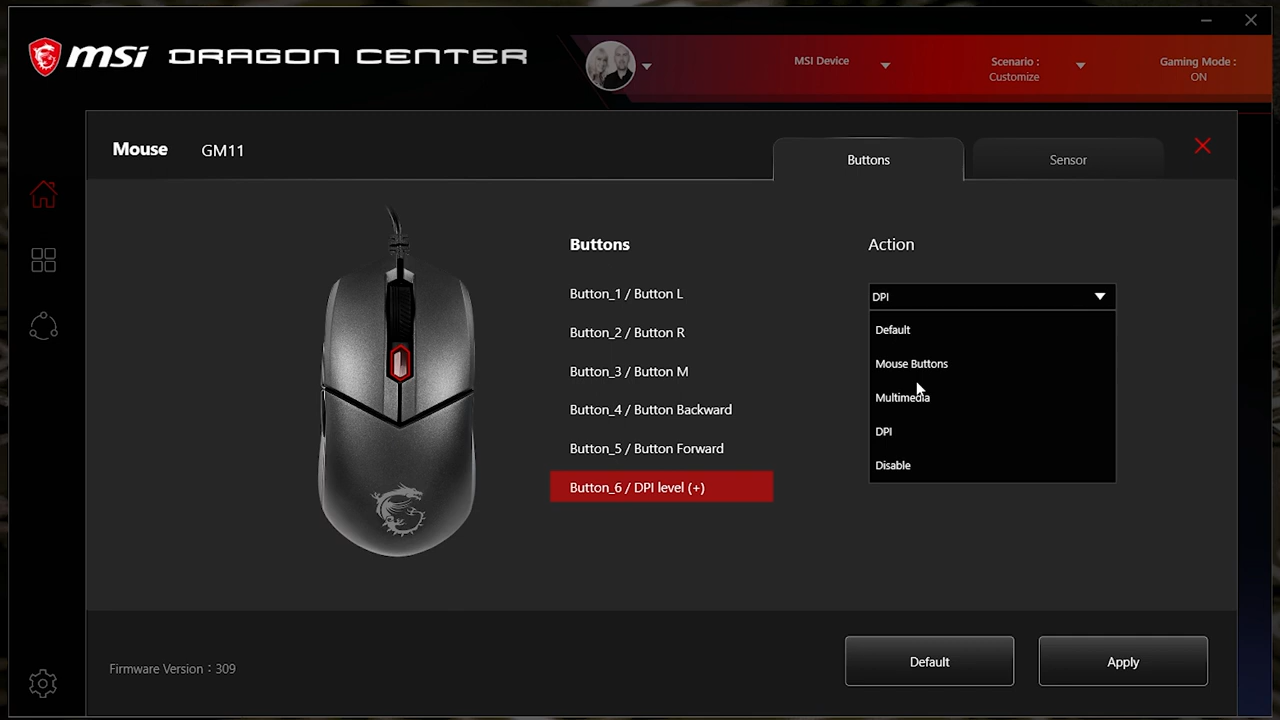 msi DRAGON CENTER
MSI Device
Scenario :
Customize
Gaming Mode :
ON
Mouse GM11
Buttons
Sensor
Buttons
Button_1 / Button L
Button_2 / Button R
Button_3 / Button M
Button_4 / Button Backward
Button_5 / Button Forward
Button_6 / DPI level (+)
Action
DPI
Default
Mouse Buttons
Multimedia
DPI
Disable
Firmware Version : 309
Default
Apply